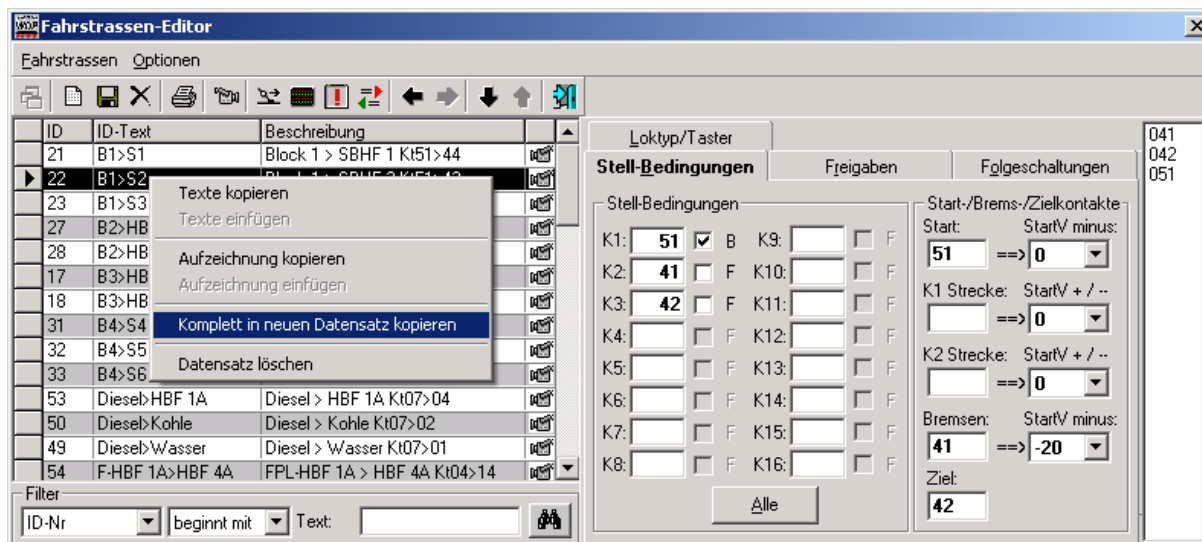 Fahrstrassen-Editor
Fahrstrassen Optionen
ID ID-Text Beschreibung
21 B1>S1 Block 1 > SBHF 1 Kt51>44
22 B1>S2
23 B1>S3
27 B2>HB
28 B2>HB
17 B3>HB
18 B3>HB
31 B4>S4
32 B4>S5
33 B4>S6
53 Diesel>HBF 1A Diesel > HBF 1A Kt07>04
50 Diesel>Kohle Diesel > Kohle Kt07>02
49 Diesel>Wasser Diesel > Wasser Kt07>01
54 F-HBF 1A>HBF 4A FPL-HBF 1A > HBF 4A Kt04>14
Texte kopieren
Texte einfügen
Aufzeichnung kopieren
Aufzeichnung einfügen
Komplett in neuen Datensatz kopieren
Datensatz löschen
Filter
ID-Nr beginnt mit Text:
Loktyp/Taster
Stell-Bedingungen Freigaben Folgeschaltungen
Stell-Bedingungen
K1: 51 B K9: F
K2: 41 F K10: F
K3: 42 F K11: F
K4: F K12: F
K5: F K13: F
K6: F K14: F
K7: F K15: F
K8: F K16: F
Alle
Start-/Brems-/Zielkontakte
Start: StartV minus:
51 ==> 0
K1 Strecke: StartV + / --
==> 0
K2 Strecke: StartV + / --
==> 0
Bremsen: StartV minus:
41 ==> -20
Ziel:
42
041
042
051